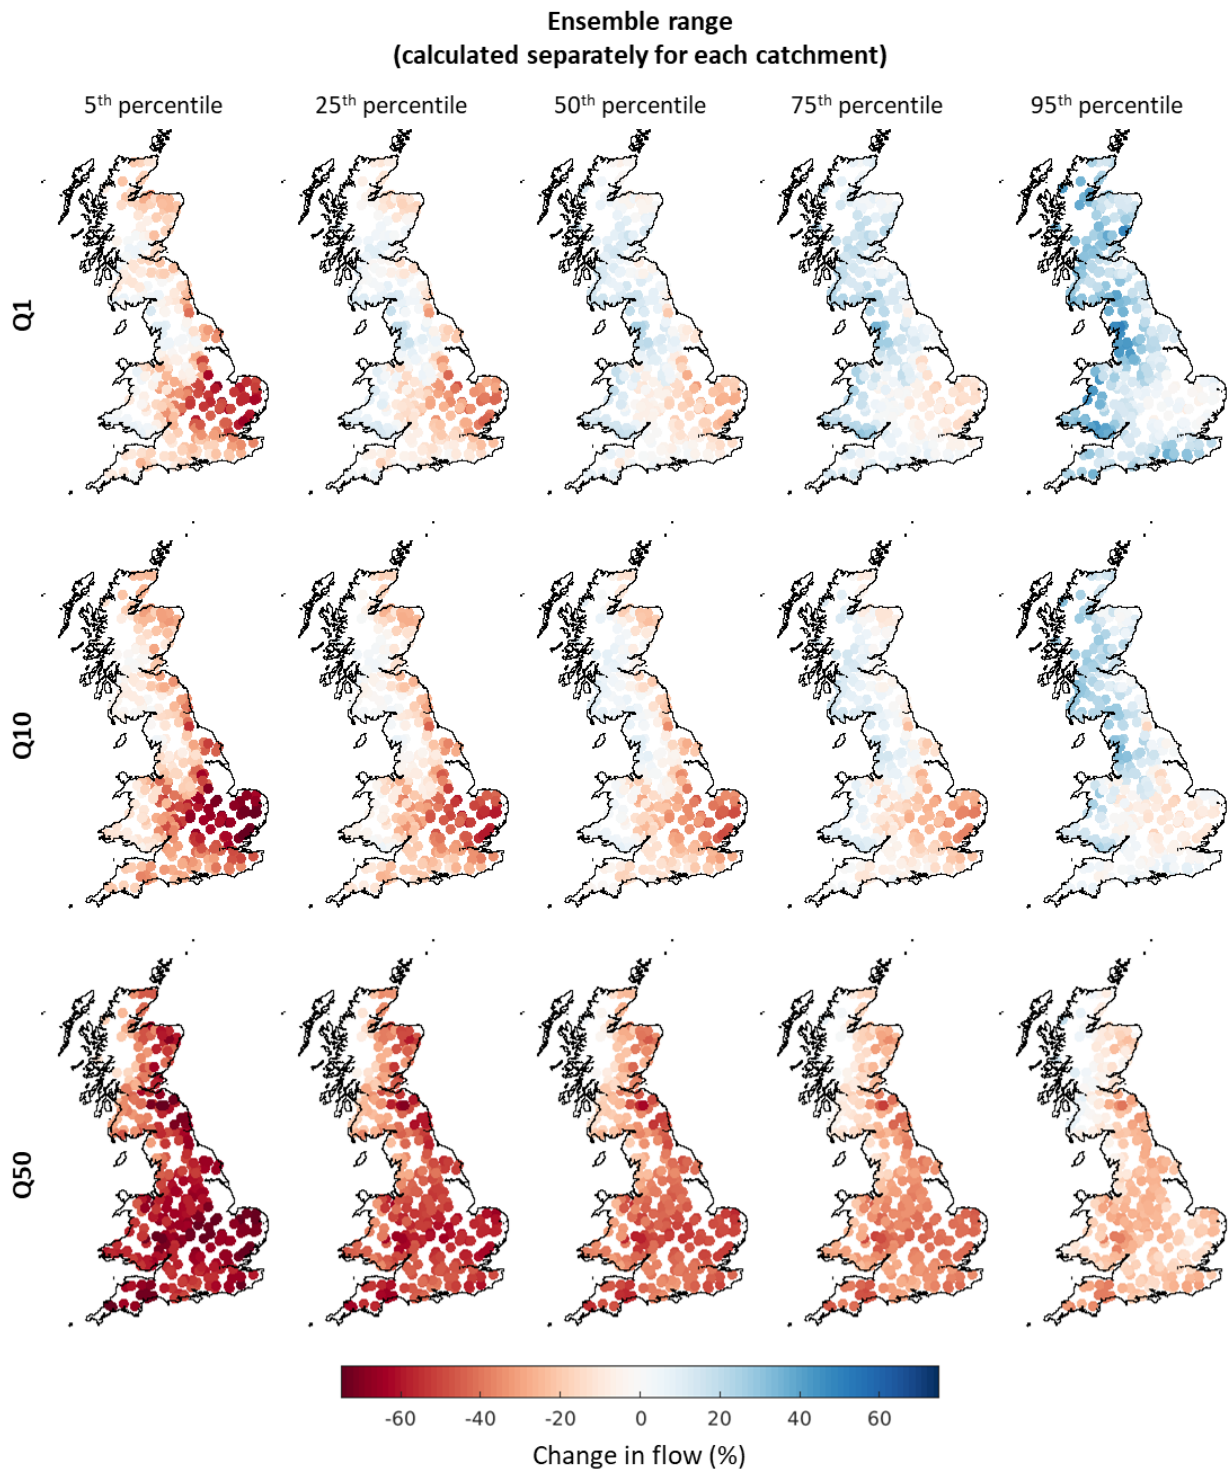 Ensemble range
(calculated separately for each catchment)
5th percentile 25th percentile 50th percentile 75th percentile 95th percentile
Q1
Q10
Q50
-60 -40 -20 0 20 40 60
Change in flow (%)